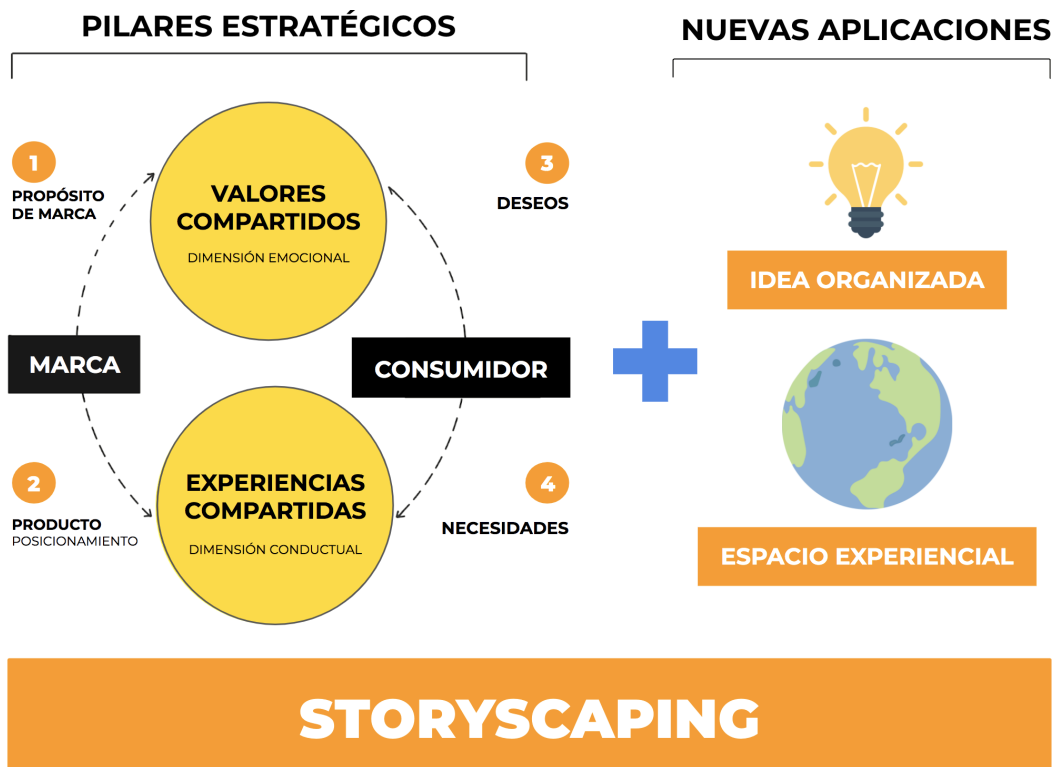 PILARES ESTRATÉGICOS
NUEVAS APLICACIONES
1
PROPÓSITO
DE MARCA
VALORES
COMPARTIDOS
DIMENSIÓN EMOCIONAL
3
DESEOS
MARCA
CONSUMIDOR
2
PRODUCTO
POSICIONAMIENTO
EXPERIENCIAS
COMPARTIDAS
DIMENSIÓN CONDUCTUAL
4
NECESIDADES
IDEA ORGANIZADA
ESPACIO EXPERIENCIAL
STORYSCAPING